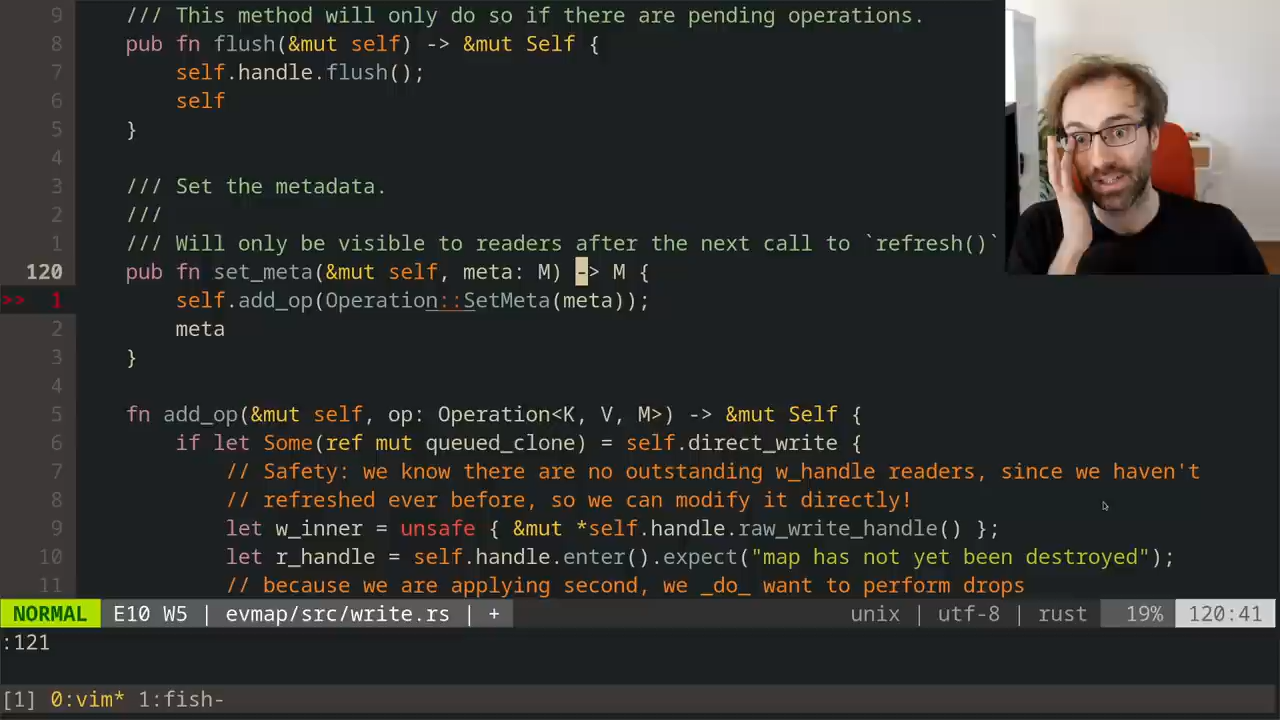 9 /// This method will only do so if there are pending operations.
8 pub fn flush(&mut self) -> &mut Self {
7 self.handle.flush();
6 self
5 }
4
3 /// Set the metadata.
2 ///
1 /// Will only be visible to readers after the next call to `refresh()`
120 pub fn set_meta(&mut self, meta: M) -> M {
>> 1 self.add_op(Operation::SetMeta(meta));
2 meta
3 }
4
5 fn add_op(&mut self, op: Operation<K, V, M>) -> &mut Self {
6 if let Some(ref mut queued_clone) = self.direct_write {
7 // Safety: we know there are no outstanding w_handle readers, since we haven't
8 // refreshed ever before, so we can modify it directly!
9 let w_inner = unsafe { &mut *self.handle.raw_write_handle() };
10 let r_handle = self.handle.enter().expect("map has not yet been destroyed");
11 // because we are applying second, we _do_ want to perform drops
NORMAL E10 W5 | evmap/src/write.rs | + unix | utf-8 | rust 19% 120:41
:121
[1] 0:vim* 1:fish-